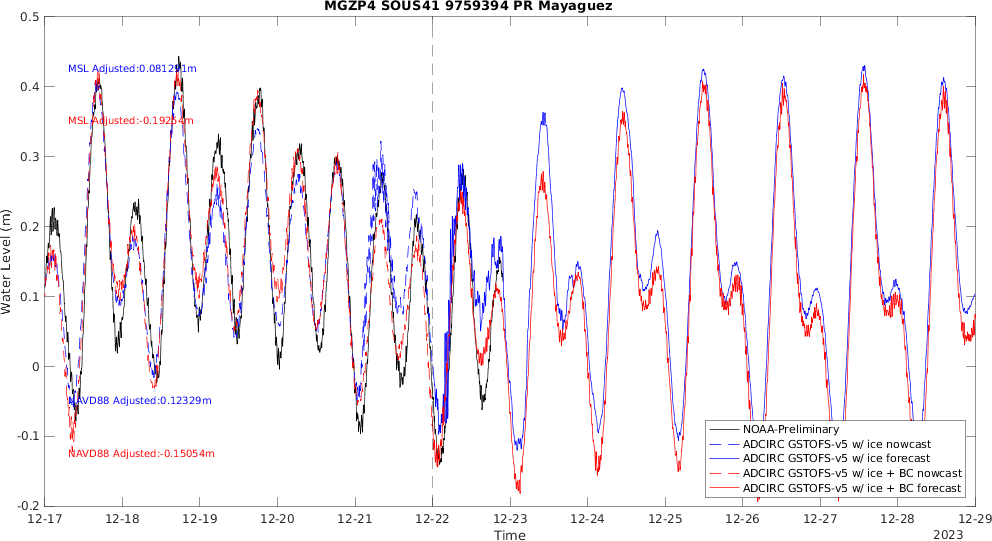 MGZP4 SOUS41 9759394 PR Mayaguez
0.5
0.4
0.3
0.2
0.1
0
-0.1
-0.2
Water Level (m)
MSL Adjusted:0.081291m
MSL Adjusted:-0.19254m
NAVD88 Adjusted:0.12329m
NAVD88 Adjusted:-0.15054m
NOAA-Preliminary
ADCIRC GSTOFS-v5 w/ ice nowcast
ADCIRC GSTOFS-v5 w/ ice forecast
ADCIRC GSTOFS-v5 w/ ice + BC nowcast
ADCIRC GSTOFS-v5 w/ ice + BC forecast
12-17 12-18 12-19 12-20 12-21 12-22 12-23 12-24 12-25 12-26 12-27 12-28 12-29
Time
2023